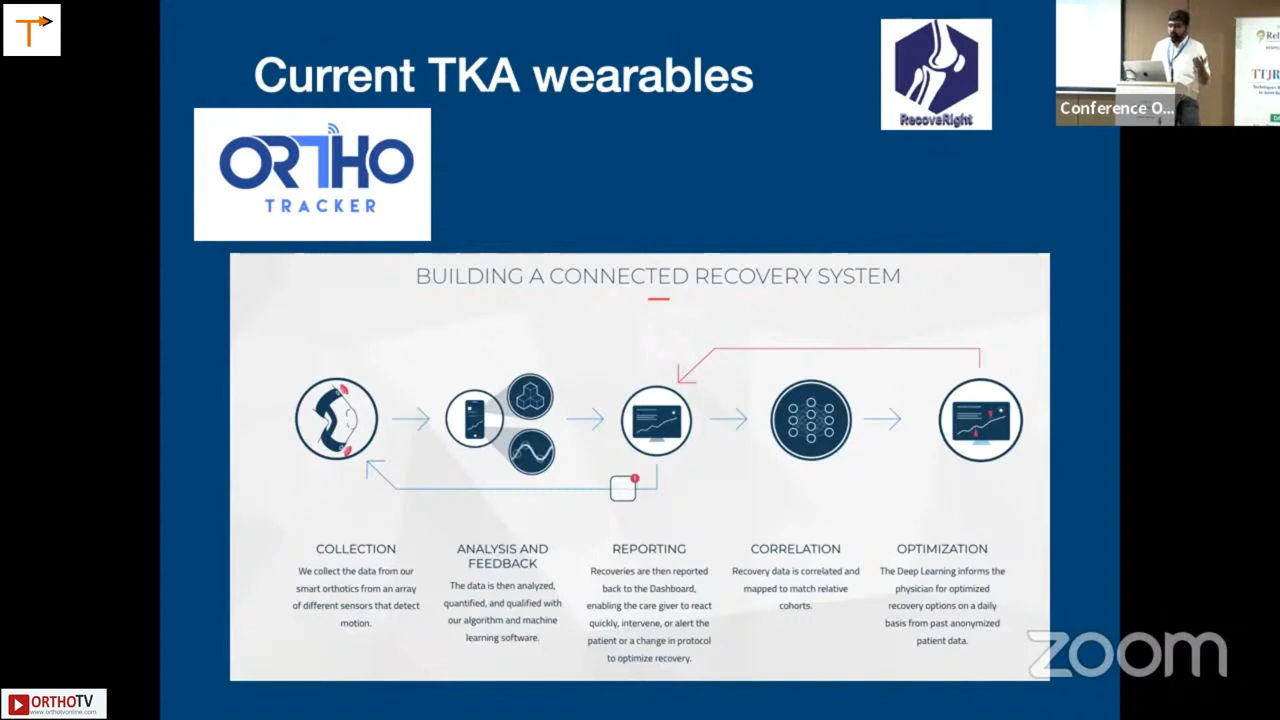 T
Current TKA wearables
RecoveRight
Conference O...
ORTHO
TRACKER
BUILDING A CONNECTED RECOVERY SYSTEM
COLLECTION
We collect the data from our
smart orthotics from an array
of different sensors that detect
motion.
ANALYSIS AND
FEEDBACK
The data is then analyzed,
quantified, and qualified with
our algorithm and machine
learning software.
REPORTING
Recoveries are then reported
back to the Dashboard,
enabling the care giver to react
quickly, intervene, or alert the
patient or a change in protocol
to optimize recovery.
CORRELATION
Recovery data is correlated and
mapped to match relative
cohorts.
OPTIMIZATION
The Deep Learning informs the
physician for optimized
recovery options on a daily
basis from past anonymized
patient data.
zoom
ORTHOTV
www.orthotvonline.com